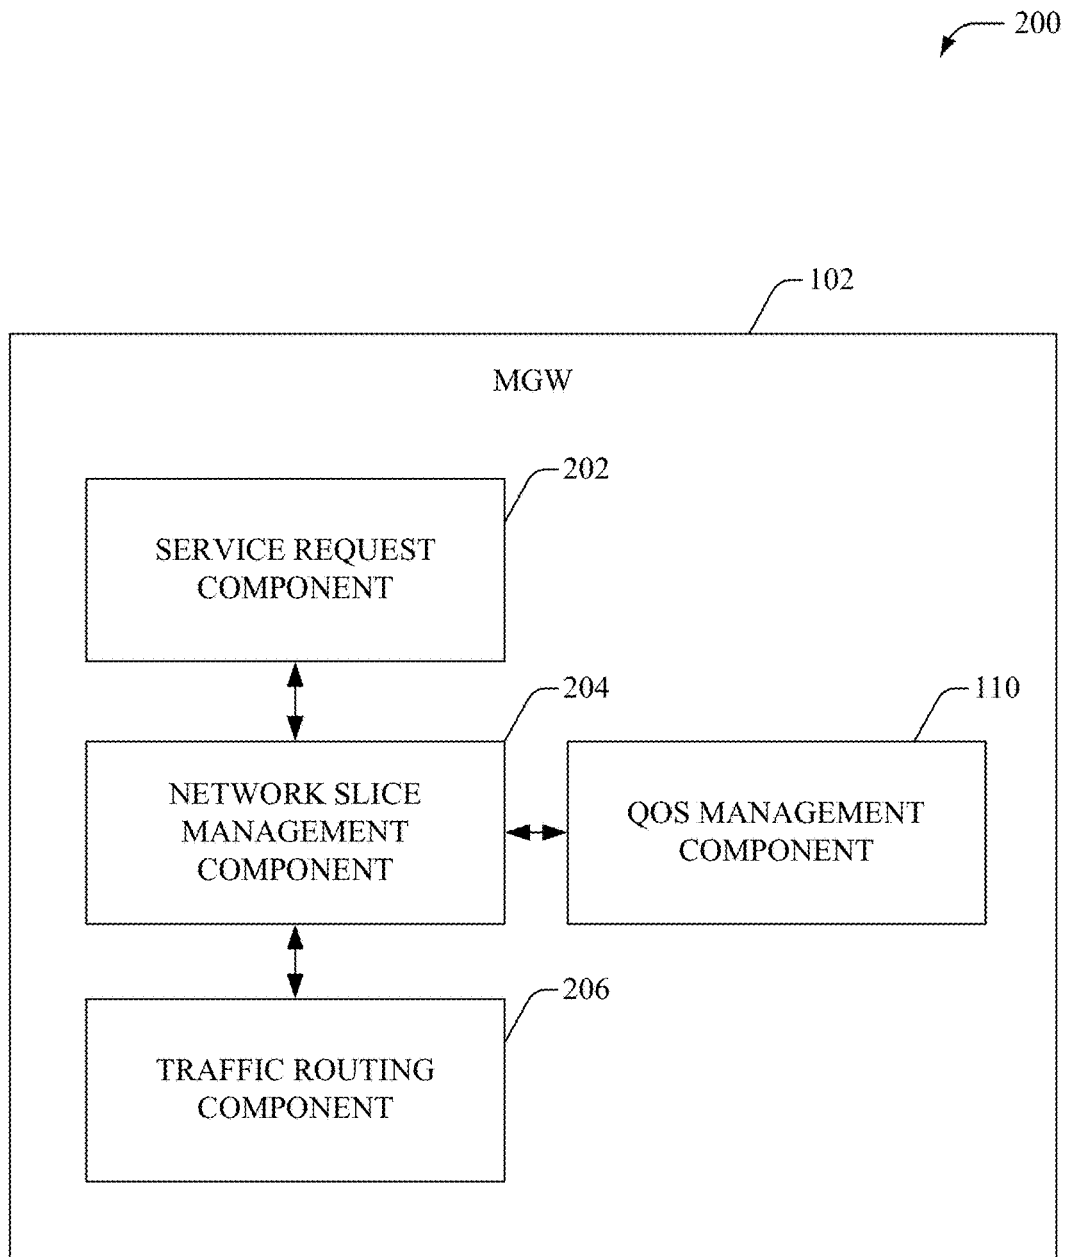 200
102
MGW
202
SERVICE REQUEST
COMPONENT
204
110
NETWORK SLICE
MANAGEMENT
COMPONENT
QOS MANAGEMENT
COMPONENT
206
TRAFFIC ROUTING
COMPONENT